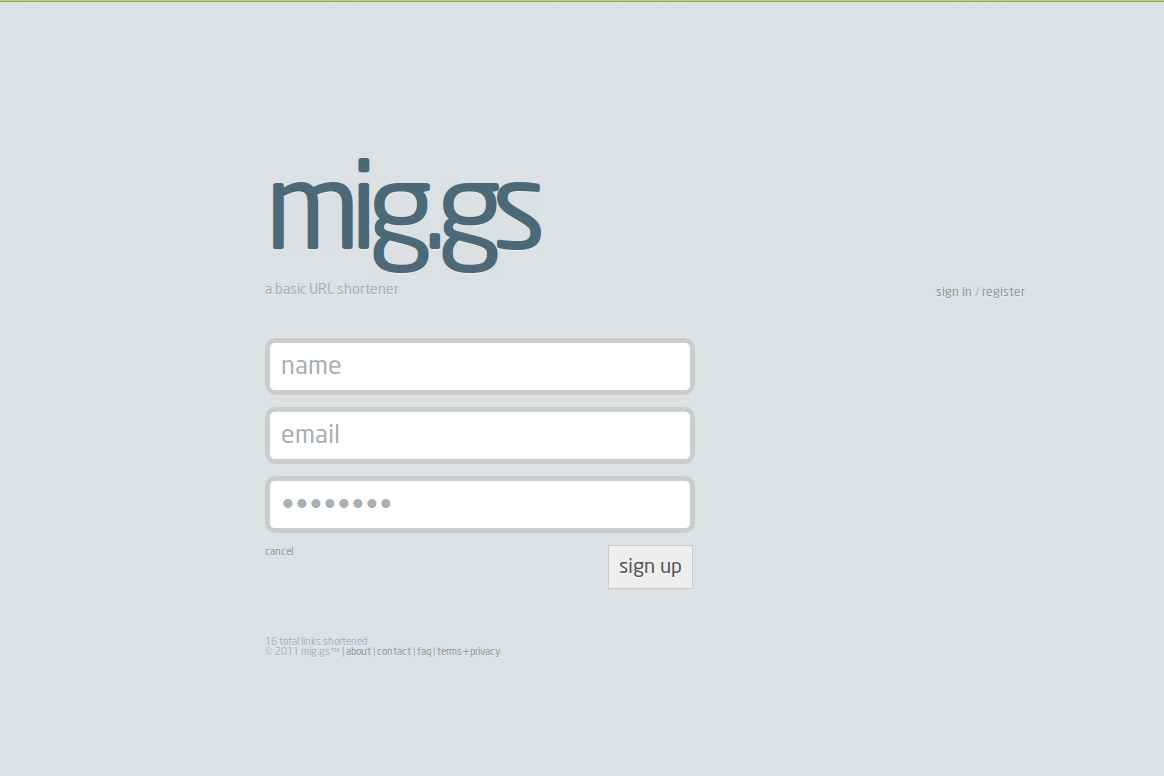 mig.gs
a basic URL shortener
sign in / register
name
email
••••••••
cancel
sign up
16 total links shortened
© 2011 mig.gs™ | about | contact | faq | terms+privacy